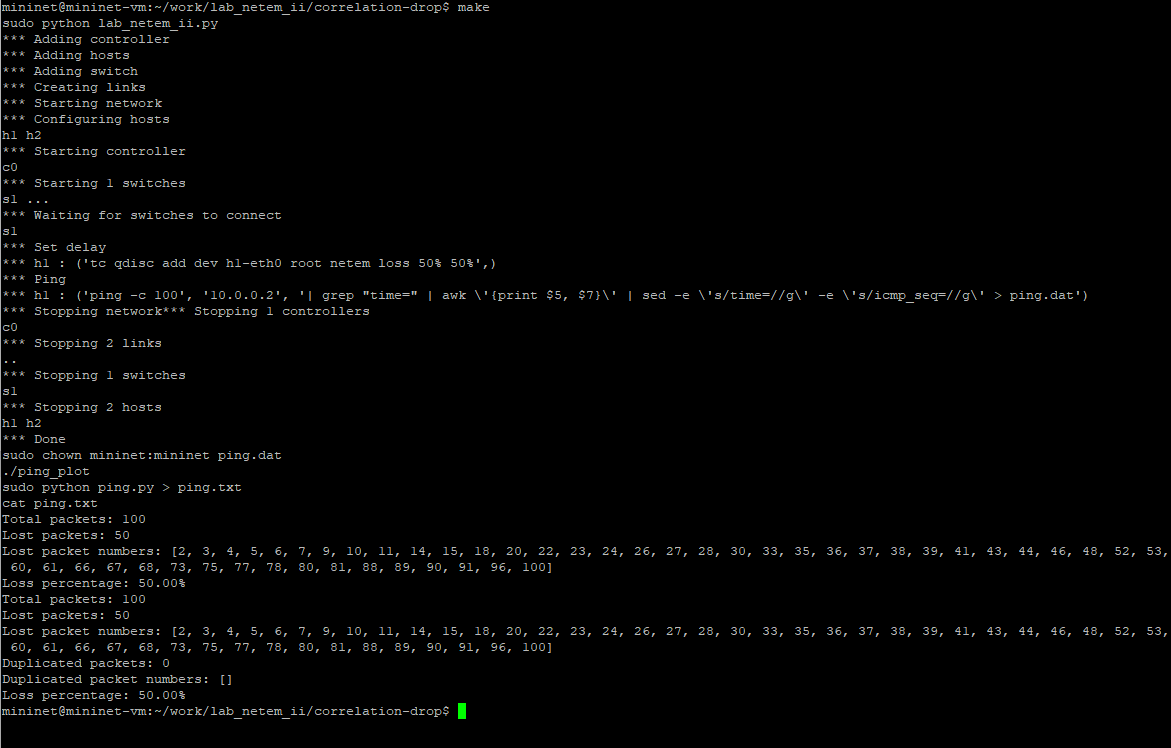 mininet@mininet-vm:~/work/lab_netem_ii/correlation-drop$ make
sudo python lab_netem_ii.py
*** Adding controller
*** Adding hosts
*** Adding switch
*** Creating links
*** Starting network
*** Configuring hosts
h1 h2
*** Starting controller
c0
*** Starting 1 switches
s1 ...
*** Waiting for switches to connect
s1
*** Set delay
*** h1 : ('tc qdisc add dev h1-eth0 root netem loss 50% 50%',)
*** Ping
*** h1 : ('ping -c 100', '10.0.0.2', '| grep "time=" | awk \'{print $5, $7}\' | sed -e \'s/time=//g\' -e \'s/icmp_seq=//g\' > ping.dat')
*** Stopping network*** Stopping 1 controllers
c0
*** Stopping 2 links
..
*** Stopping 1 switches
s1
*** Stopping 2 hosts
h1 h2
*** Done
sudo chown mininet:mininet ping.dat
./ping_plot
sudo python ping.py > ping.txt
cat ping.txt
Total packets: 100
Lost packets: 50
Lost packet numbers: [2, 3, 4, 5, 6, 7, 9, 10, 11, 14, 15, 18, 20, 22, 23, 24, 26, 27, 28, 30, 33, 35, 36, 37, 38, 39, 41, 43, 44, 46, 48, 52, 53,
60, 61, 66, 67, 68, 73, 75, 77, 78, 80, 81, 88, 89, 90, 91, 96, 100]
Loss percentage: 50.00%
Total packets: 100
Lost packets: 50
Lost packet numbers: [2, 3, 4, 5, 6, 7, 9, 10, 11, 14, 15, 18, 20, 22, 23, 24, 26, 27, 28, 30, 33, 35, 36, 37, 38, 39, 41, 43, 44, 46, 48, 52, 53,
60, 61, 66, 67, 68, 73, 75, 77, 78, 80, 81, 88, 89, 90, 91, 96, 100]
Duplicated packets: 0
Duplicated packet numbers: []
Loss percentage: 50.00%
mininet@mininet-vm:~/work/lab_netem_ii/correlation-drop$